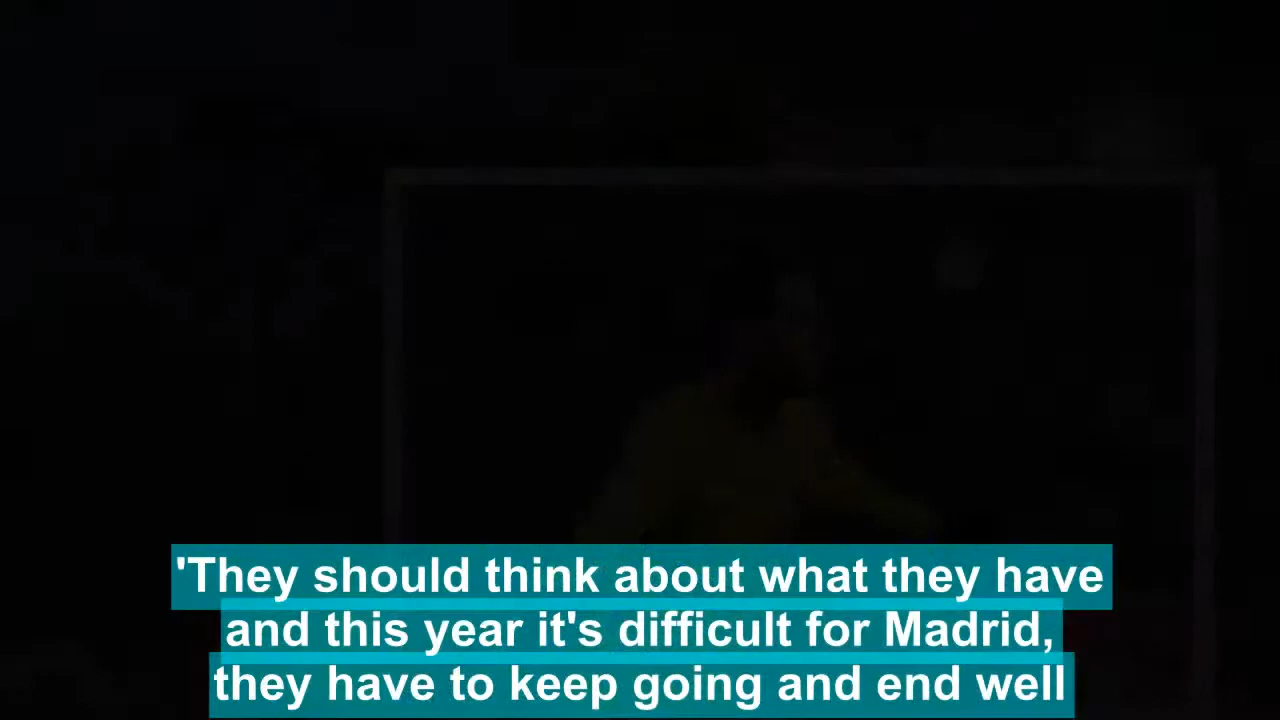 'They should think about what they have
and this year it's difficult for Madrid,
they have to keep going and end well